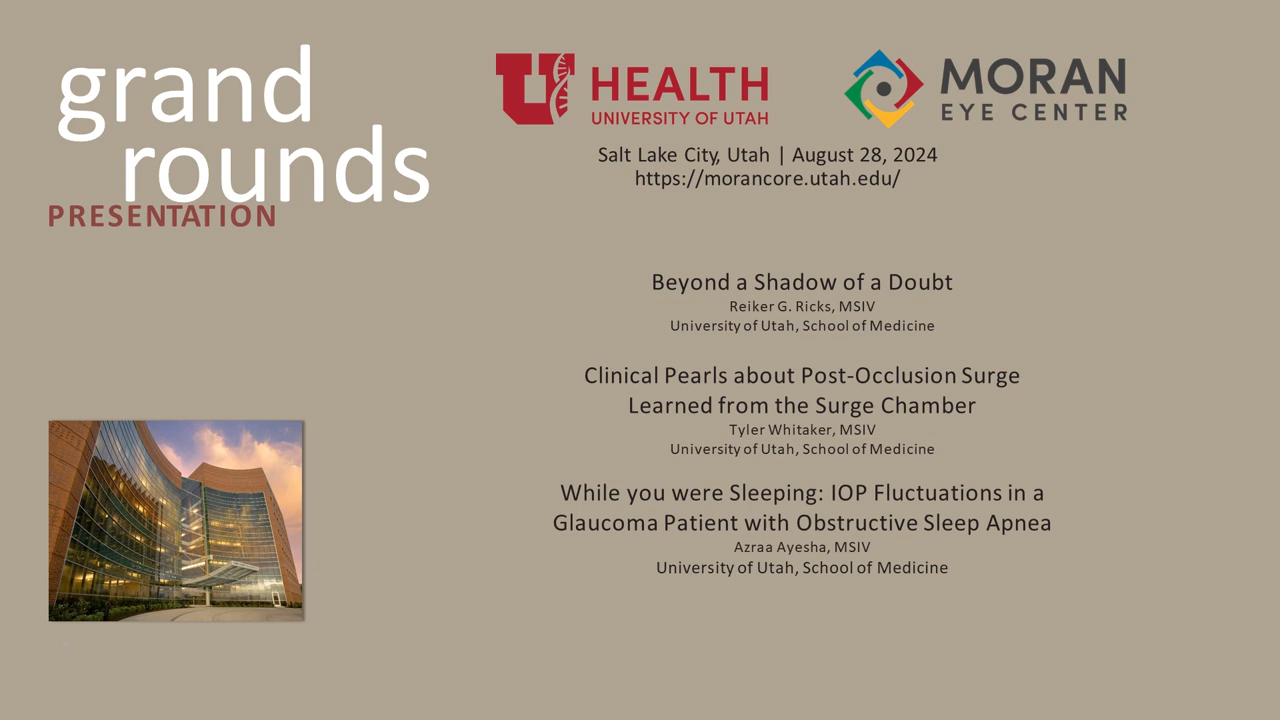 grand
rounds
PRESENTATION
HEALTH
UNIVERSITY OF UTAH
MORAN
EYE CENTER
Salt Lake City, Utah | August 28, 2024
https://morancore.utah.edu/
Beyond a Shadow of a Doubt
Reiker G. Ricks, MSIV
University of Utah, School of Medicine
Clinical Pearls about Post-Occlusion Surge
Learned from the Surge Chamber
Tyler Whitaker, MSIV
University of Utah, School of Medicine
While you were Sleeping: IOP Fluctuations in a
Glaucoma Patient with Obstructive Sleep Apnea
Azraa Ayesha, MSIV
University of Utah, School of Medicine